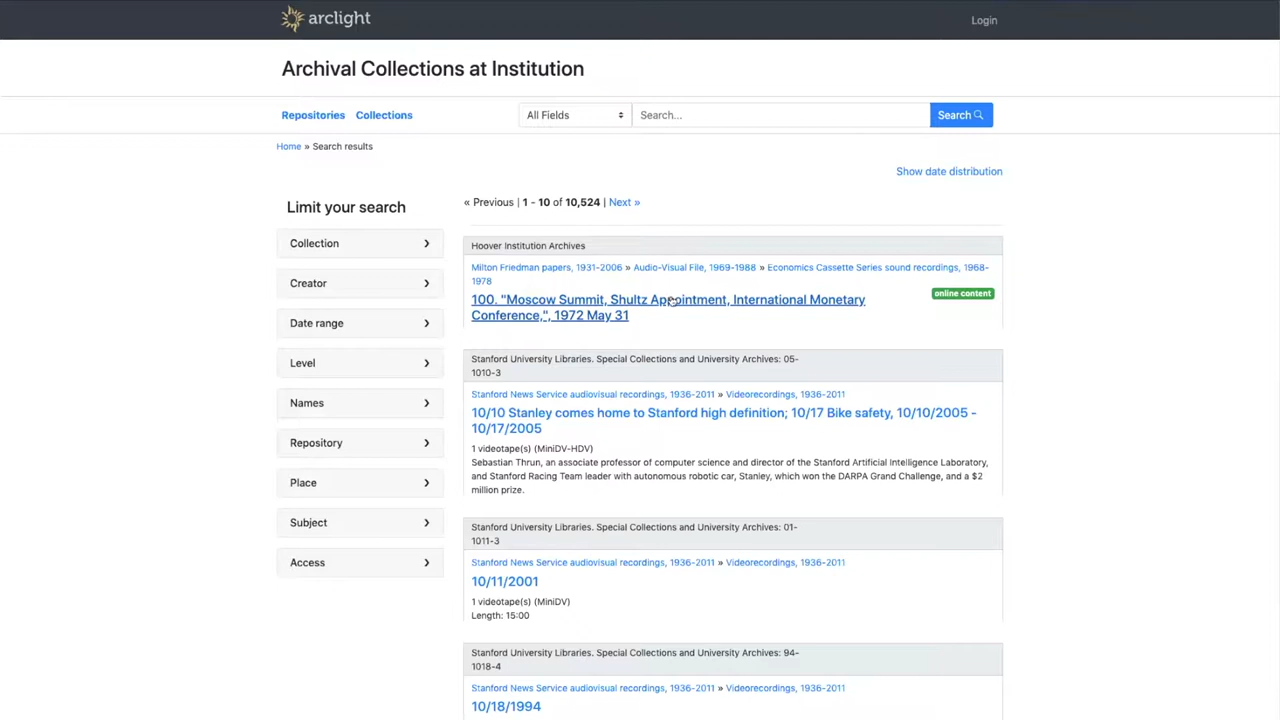 arclight
Login
Archival Collections at Institution
Repositories Collections All Fields Search... Search
Home » Search results
Show date distribution
Limit your search
Collection
Creator
Date range
Level
Names
Repository
Place
Subject
Access
« Previous | 1 - 10 of 10,524 | Next »
Hoover Institution Archives
Milton Friedman papers, 1931-2006 » Audio-Visual File, 1969-1988 » Economics Cassette Series sound recordings, 1968-
1978
online content
100. "Moscow Summit, Shultz Appointment, International Monetary
Conference,", 1972 May 31
Stanford University Libraries. Special Collections and University Archives: 05-
1010-3
Stanford News Service audiovisual recordings, 1936-2011 » Videorecordings, 1936-2011
10/10 Stanley comes home to Stanford high definition; 10/17 Bike safety, 10/10/2005 -
10/17/2005
1 videotape(s) (MiniDV-HDV)
Sebastian Thrun, an associate professor of computer science and director of the Stanford Artificial Intelligence Laboratory,
and Stanford Racing Team leader with autonomous robotic car, Stanley, which won the DARPA Grand Challenge, and a $2
million prize.
Stanford University Libraries. Special Collections and University Archives: 01-
1011-3
Stanford News Service audiovisual recordings, 1936-2011 » Videorecordings, 1936-2011
10/11/2001
1 videotape(s) (MiniDV)
Length: 15:00
Stanford University Libraries. Special Collections and University Archives: 94-
1018-4
Stanford News Service audiovisual recordings, 1936-2011 » Videorecordings, 1936-2011
10/18/1994